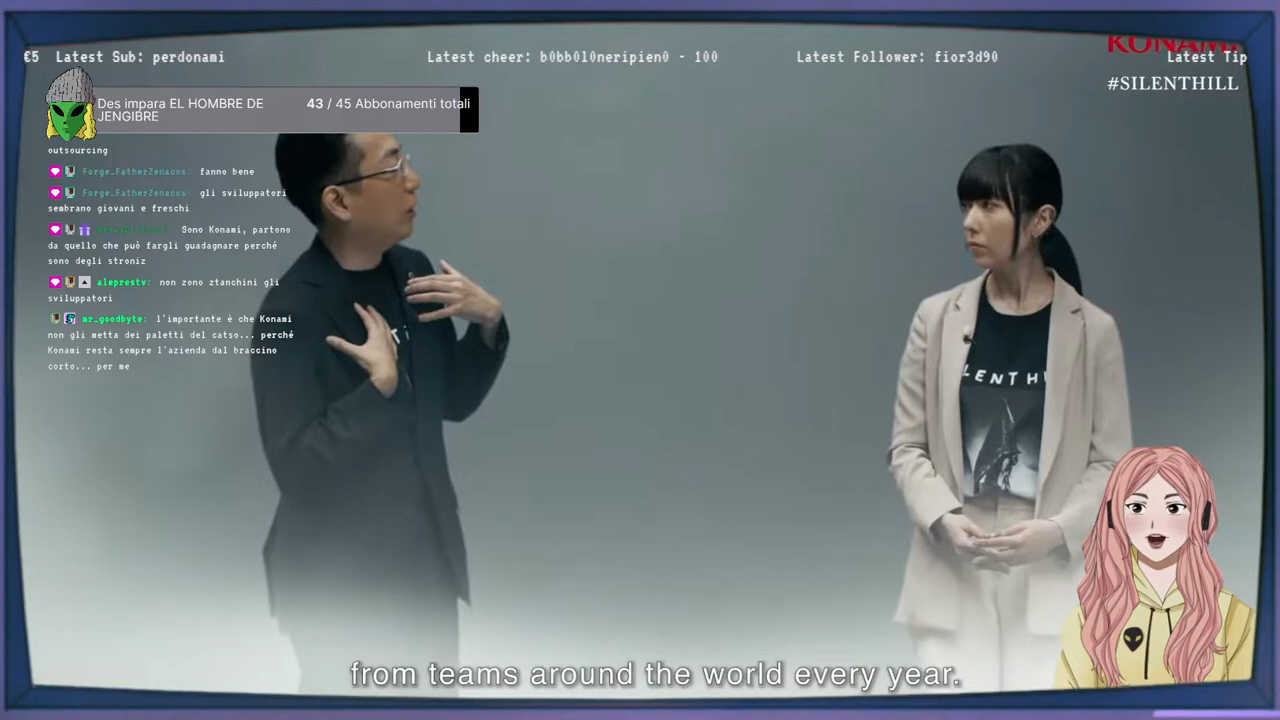 KONAMI
€5 Latest Sub: perdonami Latest cheer: b0bb0l0neripien0 - 100 Latest Follower: fior3d90 Latest Tip
#SILENTHILL
Des impara EL HOMBRE DE
JENGIBRE
43 / 45 Abbonamenti totali
outsourcing
Forge_FatherZenacos: fanno bene
Forge_FatherZenacos: gli sviluppatori
sembrano giovani e freschi
Sono Konami, partono
da quello che può fargli guadagnare perché
sono degli stroniz
aleprestv: non zono ztanchini gli
sviluppatori
mr_goodbyte: l'importante è che Konami
non gli metta dei paletti del catso... perché
Konami resta sempre l'azienda dal braccino
corto... per me
LENT HI
from teams around the world every year.